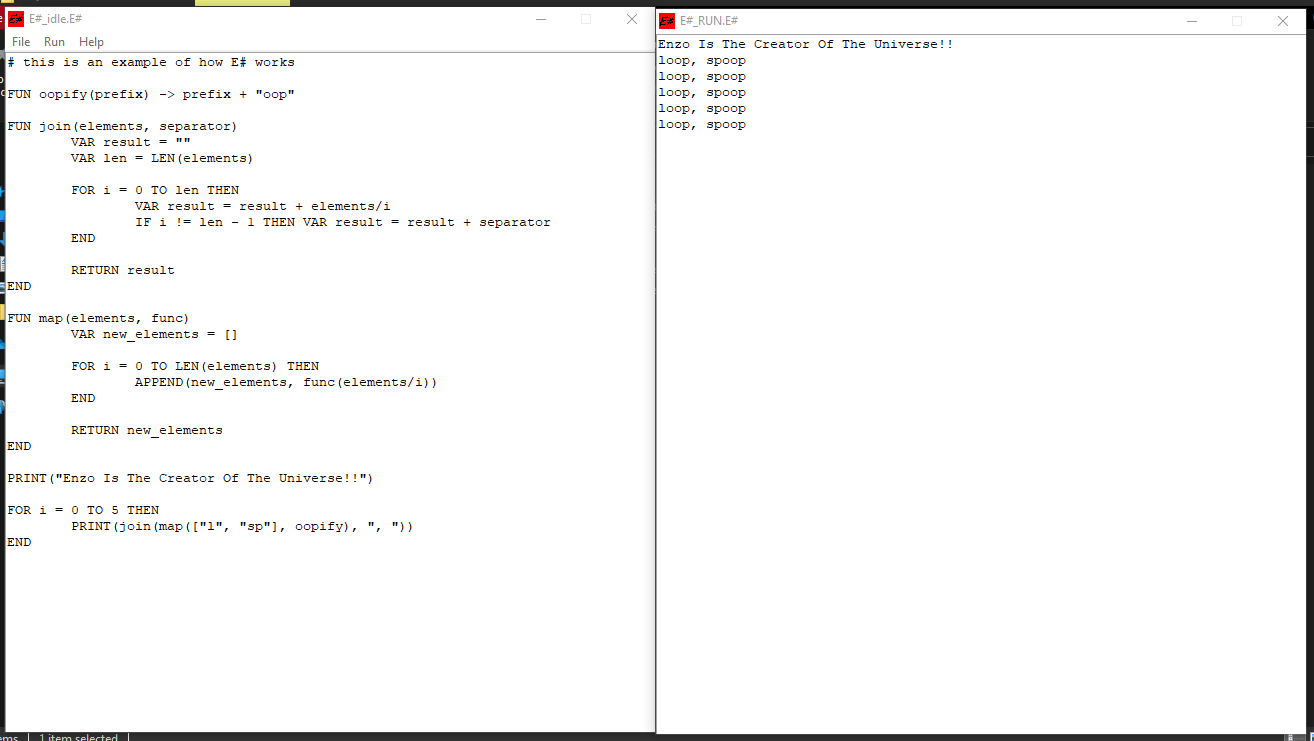 E# E#_idle.E#
File Run Help
# this is an example of how E# works
FUN oopify(prefix) -> prefix + "oop"
FUN join(elements, separator)
VAR result = ""
VAR len = LEN(elements)
FOR i = 0 TO len THEN
VAR result = result + elements/i
IF i != len - 1 THEN VAR result = result + separator
END
RETURN result
END
FUN map(elements, func)
VAR new_elements = []
FOR i = 0 TO LEN(elements) THEN
APPEND(new_elements, func(elements/i))
END
RETURN new_elements
END
PRINT("Enzo Is The Creator Of The Universe!!")
FOR i = 0 TO 5 THEN
PRINT(join(map(["l", "sp"], oopify), ", "))
END
E# E#_RUN.E#
Enzo Is The Creator Of The Universe!!
loop, spoop
loop, spoop
loop, spoop
loop, spoop
loop, spoop
1 item selected